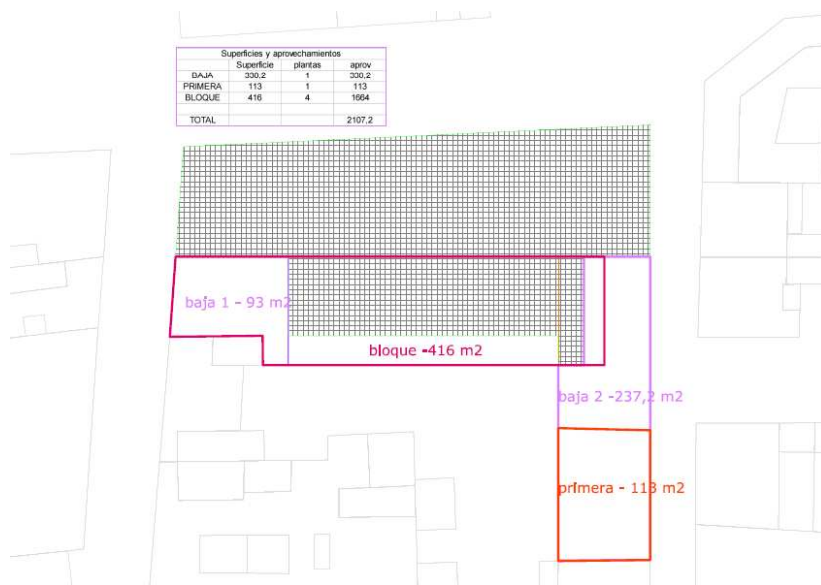 Superficies y aprovechamientos
Superficie plantas aprov
BAJA 330,2 1 330,2
PRIMERA 113 1 113
BLOQUE 416 4 1664
TOTAL 2107,2
baja 1 - 93 m2
bloque -416 m2
baja 2 -237,2 m2
primera - 113 m2